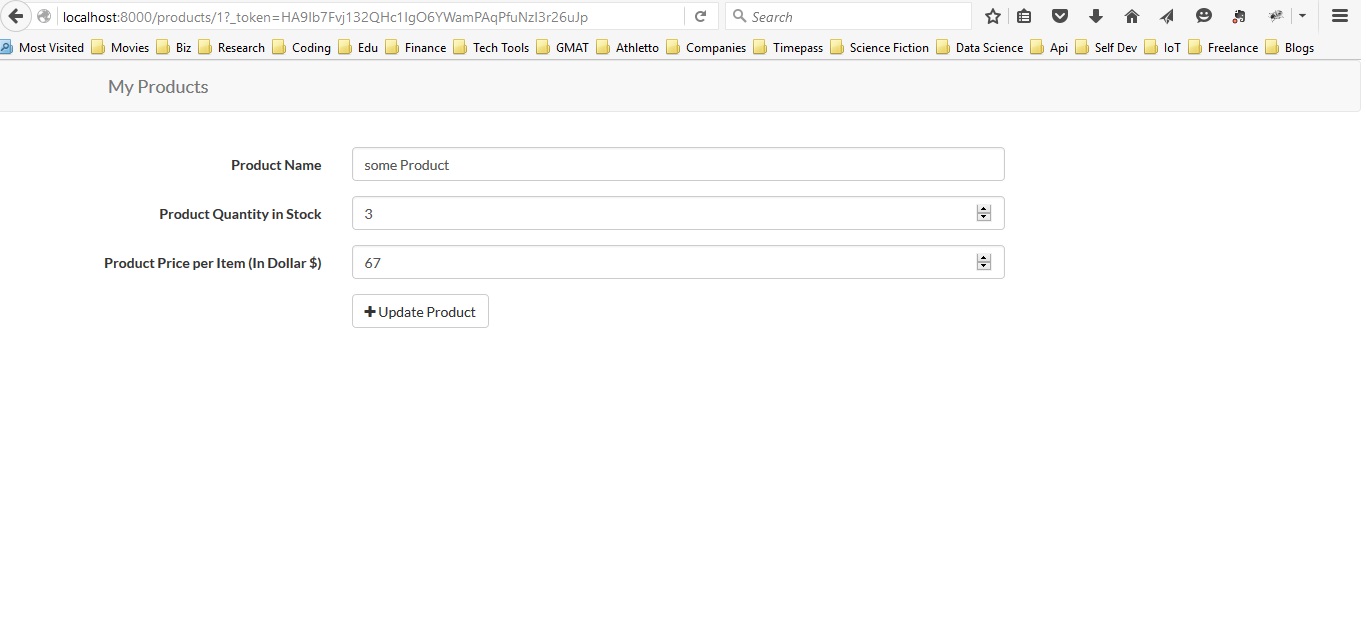 localhost:8000/products/1?_token=HA9Ib7Fvj132QHc1IgO6YWamPAqPfuNzI3r26uJp Search
Most Visited Movies Biz Research Coding Edu Finance Tech Tools GMAT Athletto Companies Timepass Science Fiction Data Science Api Self Dev IoT Freelance Blogs
My Products
Product Name some Product
Product Quantity in Stock 3
Product Price per Item (In Dollar $) 67
Update Product